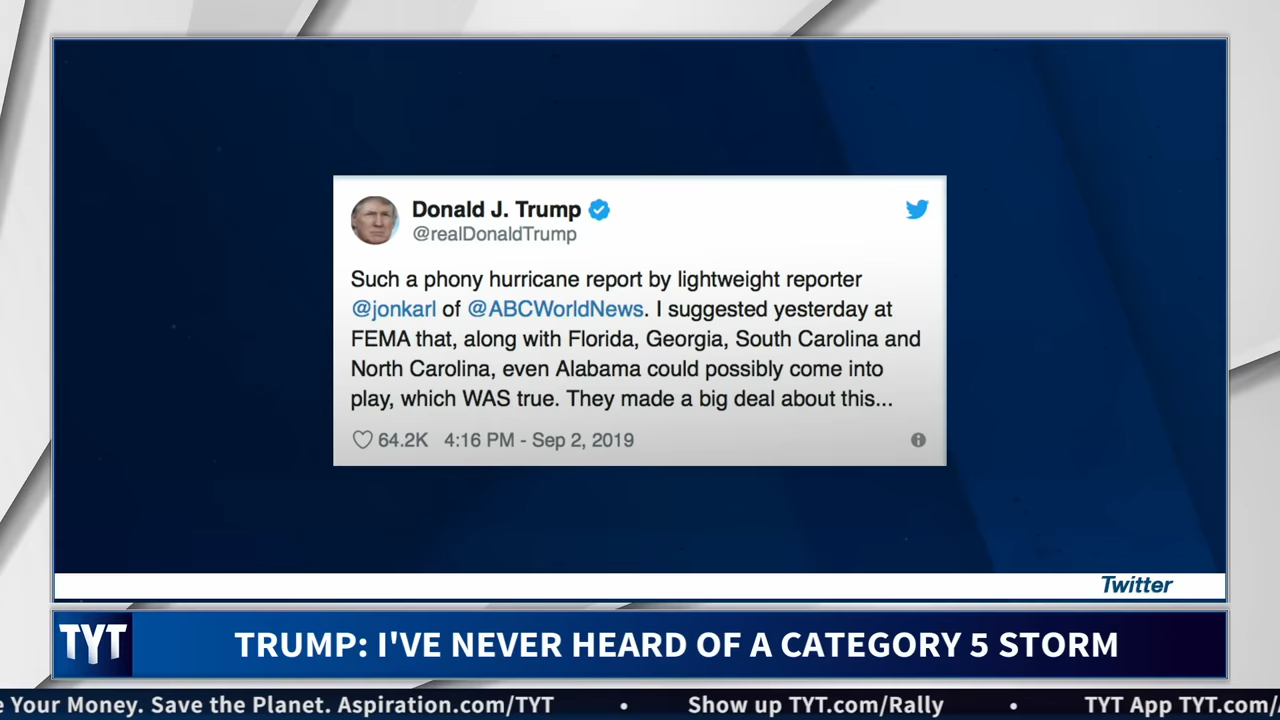 Donald J. Trump
@realDonaldTrump
Such a phony hurricane report by lightweight reporter
@jonkarl of @ABCWorldNews. I suggested yesterday at
FEMA that, along with Florida, Georgia, South Carolina and
North Carolina, even Alabama could possibly come into
play, which WAS true. They made a big deal about this...
64.2K 4:16 PM - Sep 2, 2019
Twitter
TYT TRUMP: I'VE NEVER HEARD OF A CATEGORY 5 STORM
e Your Money. Save the Planet. Aspiration.com/TYT • Show up TYT.com/Rally • TYT App TYT.com/